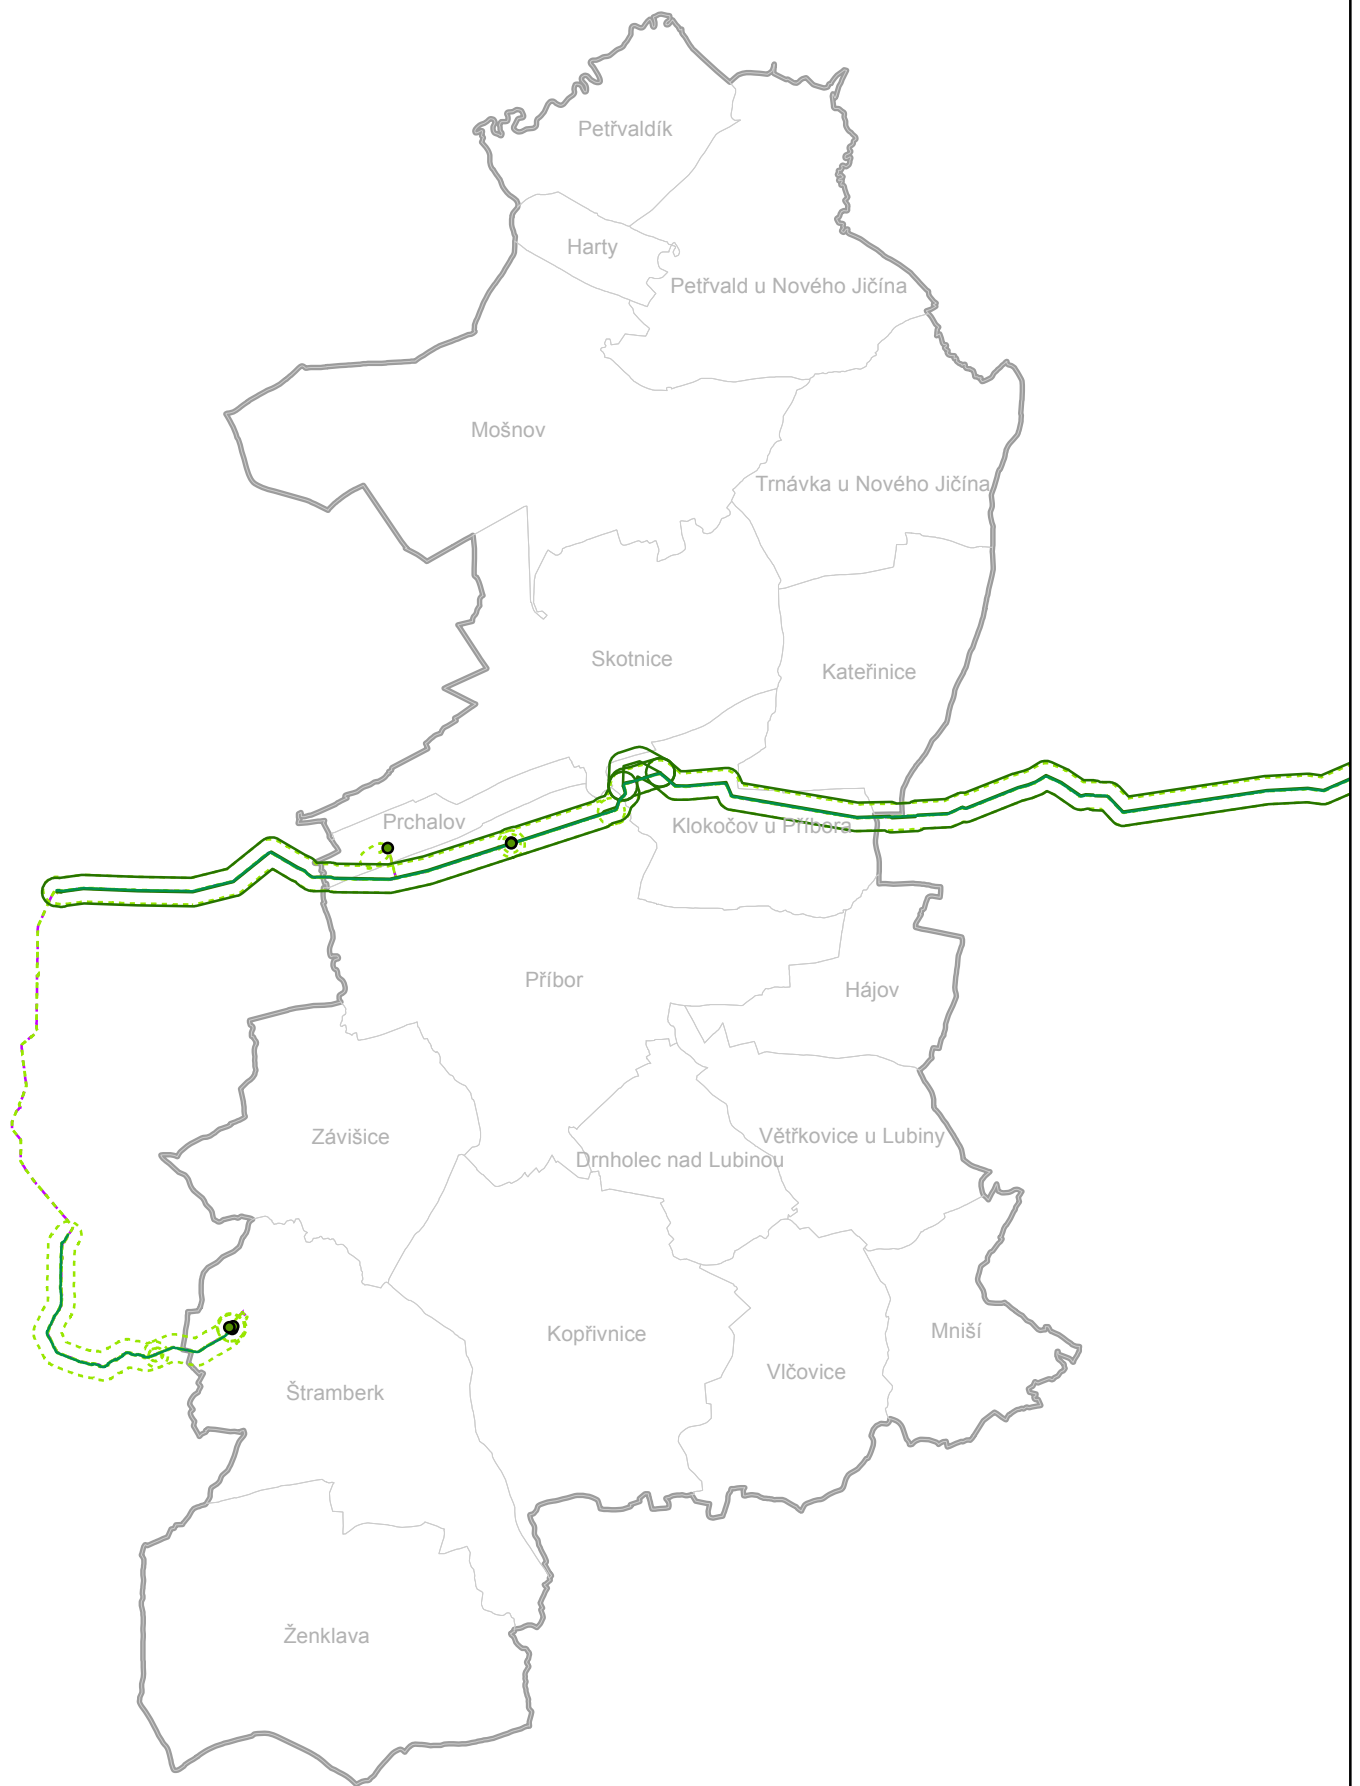 Petřvaldík
Harty
Petřvald u Nového Jičína
Mošnov
Trnávka u Nového Jičína
Skotnice
Kateřinice
Prchalov
Klokočov u Příbora
Příbor
Hájov
Závišice
Větřkovice u Lubiny
Drnholec nad Lubinou
Kopřivnice
Mniší
Vlčovice
Štramberk
Ženklava